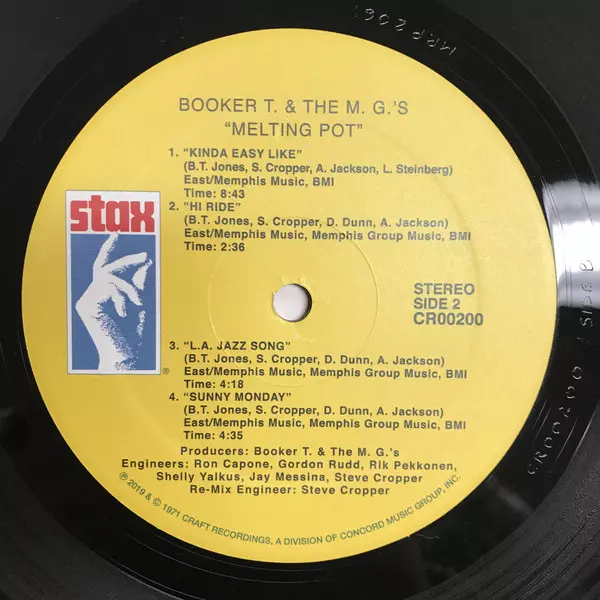 BOOKER T. & THE M. G.'S
"MELTING POT"
1. "KINDA EASY LIKE"
(B.T. Jones, S. Cropper, A. Jackson, L. Steinberg)
East/Memphis Music, BMI
Time: 8:43
2. "HI RIDE"
(B.T. Jones, S. Cropper, D. Dunn, A. Jackson)
East/Memphis Music, Memphis Group Music, BMI
Time: 2:36
stax
®
STEREO
SIDE 2
CR00200
3. "L.A. JAZZ SONG"
(B.T. Jones, S. Cropper, D. Dunn, A. Jackson)
East/Memphis Music, Memphis Group Music, BMI
Time: 4:18
4. "SUNNY MONDAY"
(B.T. Jones, S. Cropper, D. Dunn, A. Jackson)
East/Memphis Music, Memphis Group Music, BMI
Time: 4:35
Producers: Booker T. & The M. G.'s
Engineers: Ron Capone, Gordon Rudd, Rik Pekkonen,
Shelly Yalkus, Jay Messina, Steve Cropper
Re-Mix Engineer: Steve Cropper
℗ 2019 & © 1971 CRAFT RECORDINGS, A DIVISION OF CONCORD MUSIC GROUP, INC.
CR00200 SIDE B